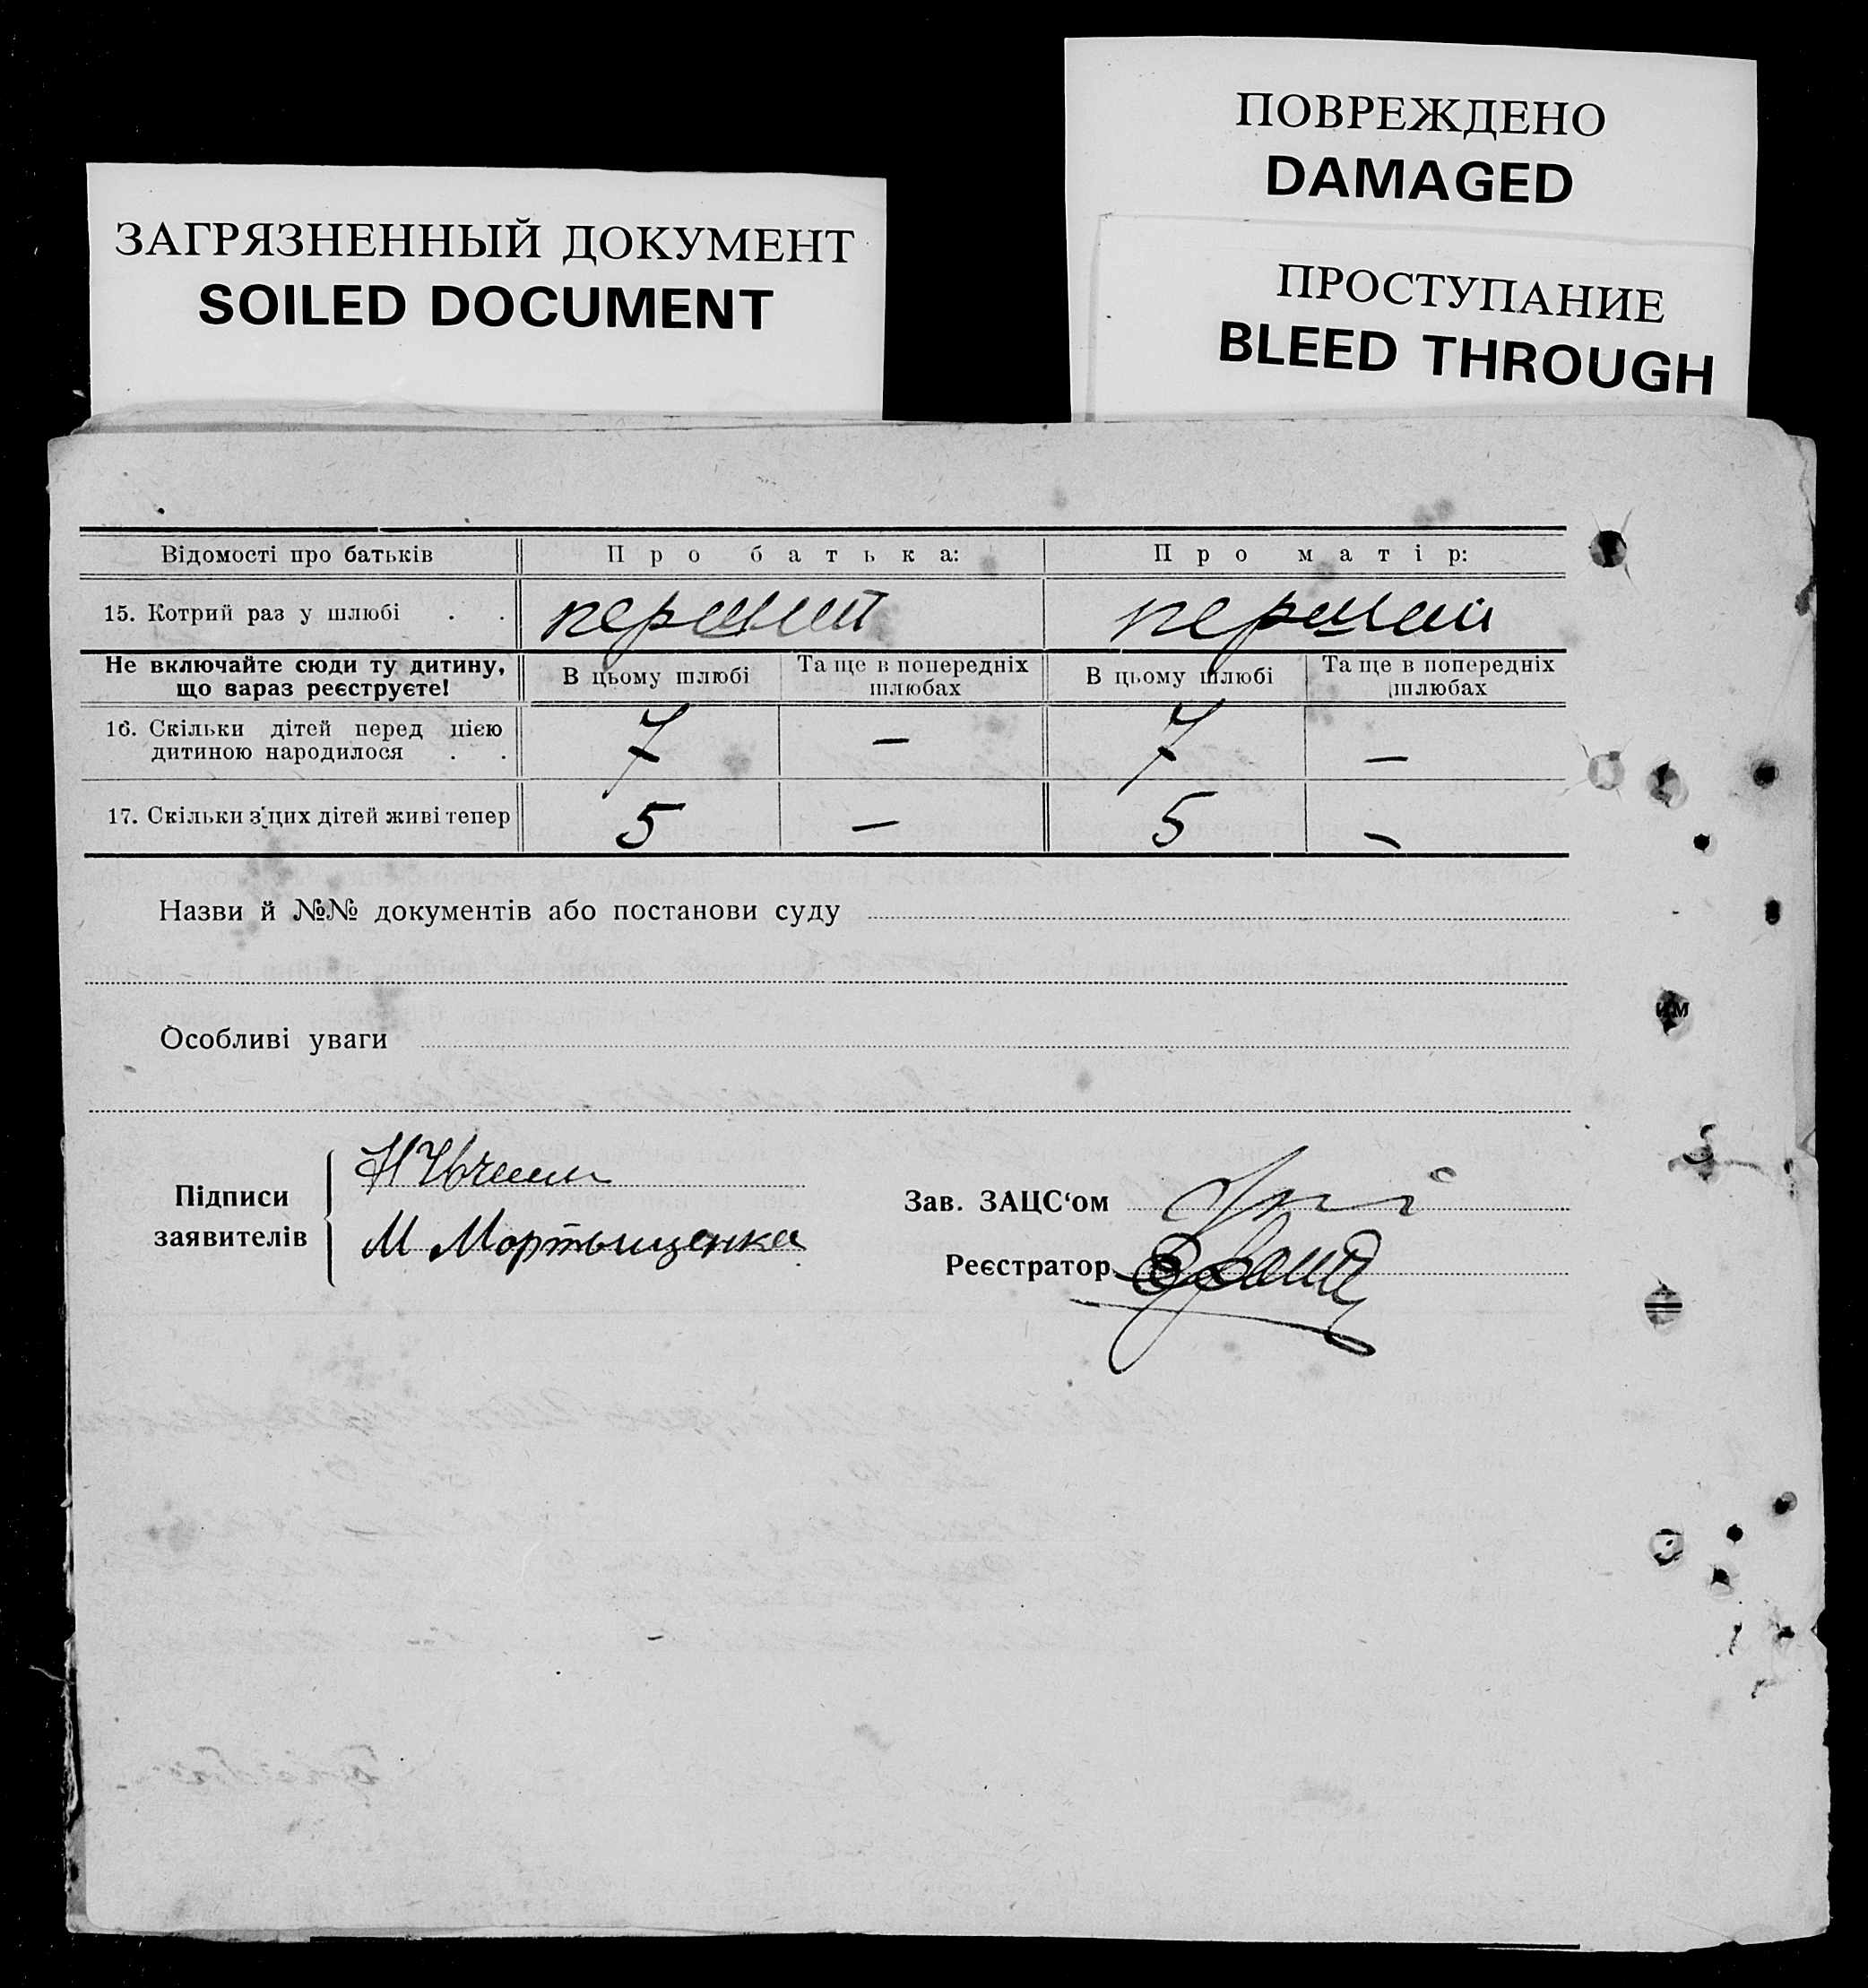 ПОВРЕЖДЕНО
DAMAGED
ЗАГРЯЗНЕННЫЙ ДОКУМЕНТ
SOILED DOCUMENT
ПРОСТУПАНИЕ
BLEED THROUGH
Відомості про батьків Про батька: Про матір:
15. Котрий раз у шлюбі . . перший перший
Не включайте сюди ту дитину, що вараз реєструєте! В цьому шлюбі Та ще в попередніх шлюбах В цьому шлюбі Та ще в попередніх шлюбах
16. Скільки дітей перед цією дитиною народилося . . 7 — 7 —
17. Скільки з'цих дітей живі тепер 5 — 5 —
Назви й №№ документів або постанови суду
Особливі уваги
Підписи заявителів
М Мортыщенка
Зав. ЗАЦС‘ом
Реєстратор